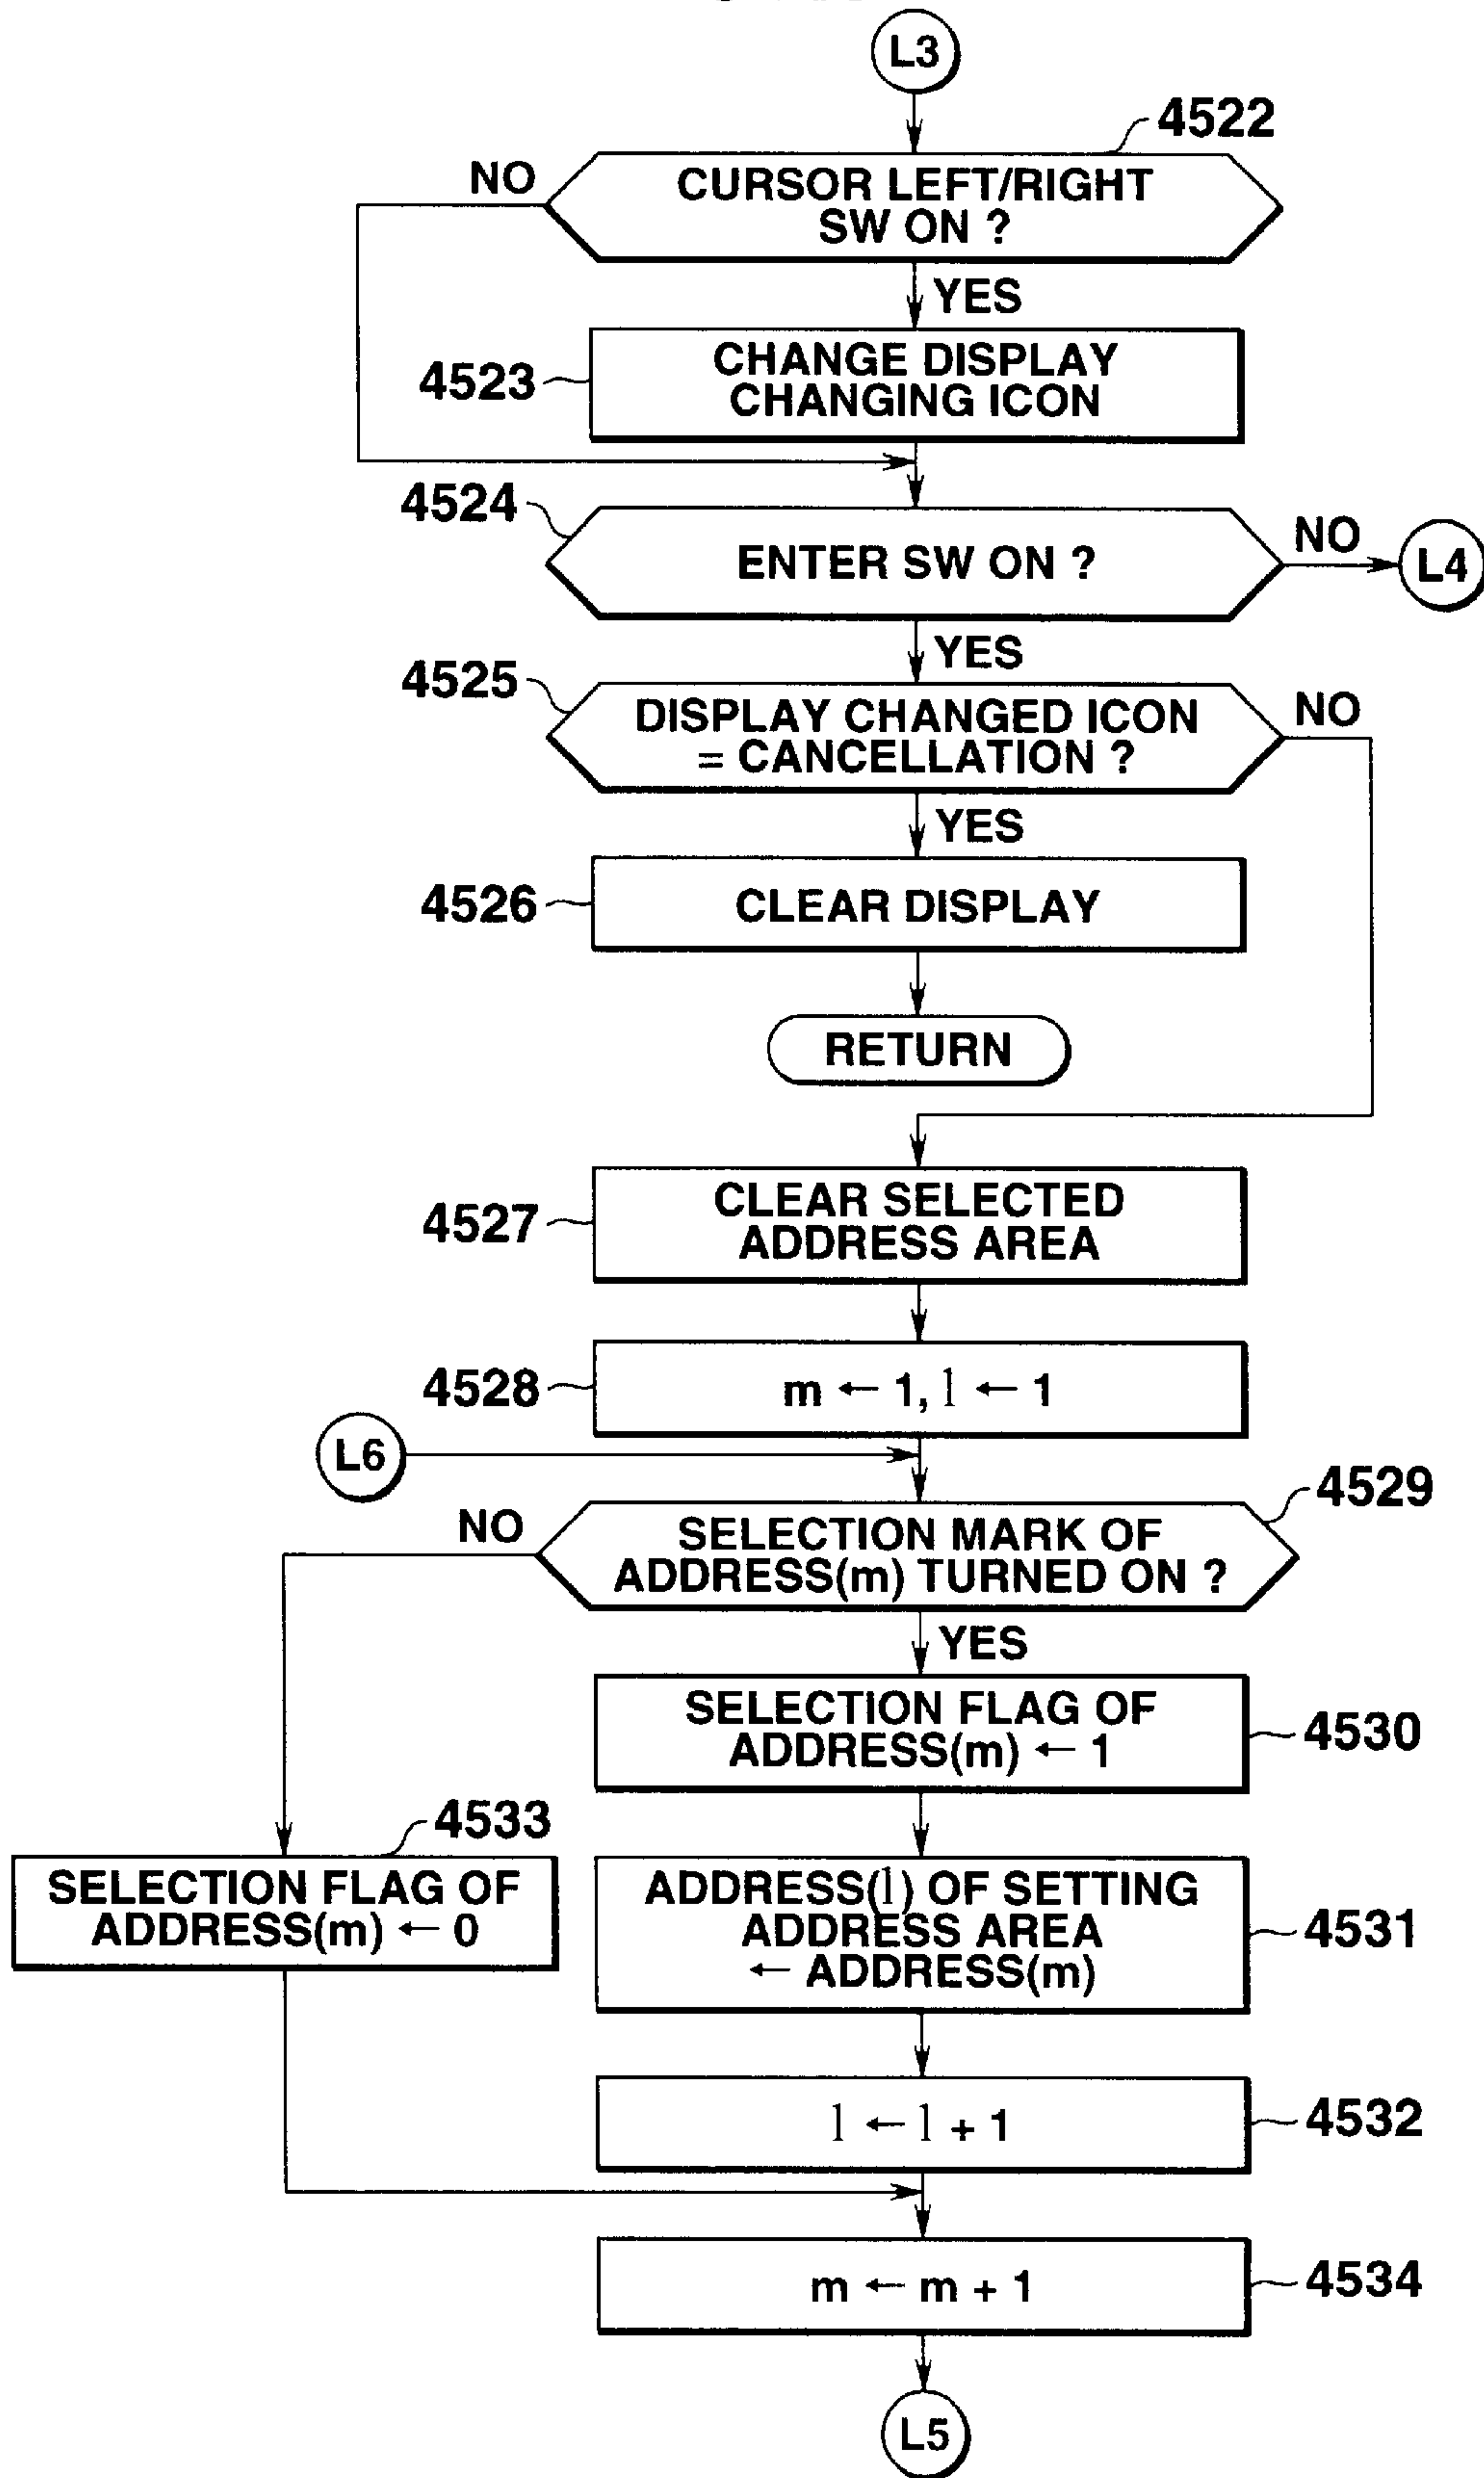 L3
4522
NO
CURSOR LEFT/RIGHT
SW ON ?
YES
4523
CHANGE DISPLAY
CHANGING ICON
4524
ENTER SW ON ?
NO
L4
YES
4525
DISPLAY CHANGED ICON
= CANCELLATION ?
NO
YES
4526
CLEAR DISPLAY
RETURN
4527
CLEAR SELECTED
ADDRESS AREA
4528
m ← 1, l ← 1
L6
4529
NO
SELECTION MARK OF
ADDRESS(m) TURNED ON ?
YES
SELECTION FLAG OF
ADDRESS(m) ← 1
4530
4533
SELECTION FLAG OF
ADDRESS(m) ← 0
ADDRESS(l) OF SETTING
ADDRESS AREA
← ADDRESS(m)
4531
l ← l + 1
4532
m ← m + 1
4534
L5